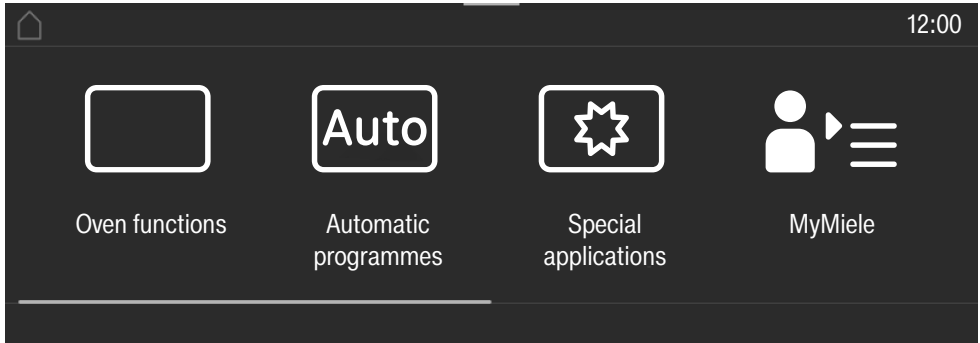 12:00
Auto
Oven functions
Automatic
programmes
Special
applications
MyMiele